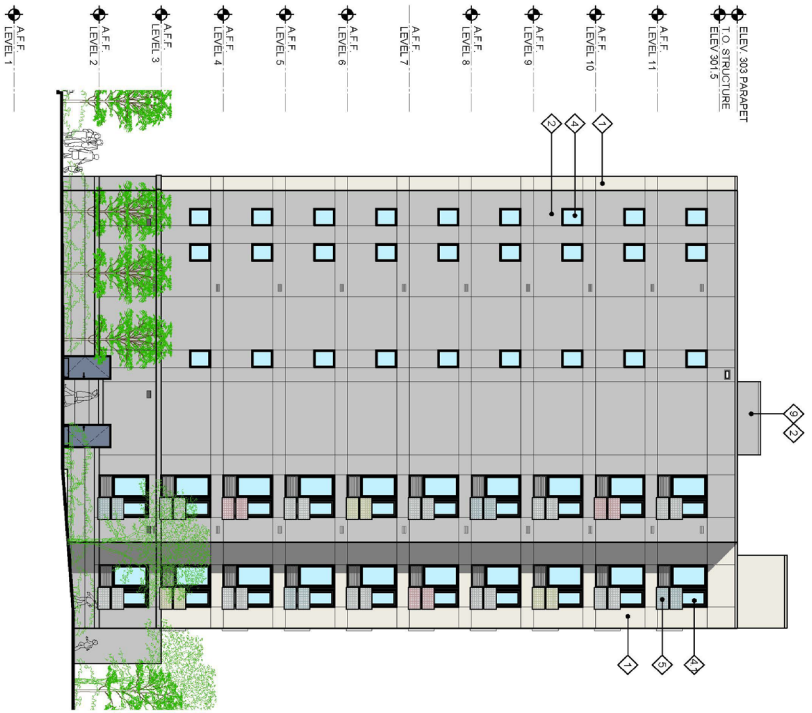 ELEV. 303 PARAPET
T.O. STRUCTURE
ELEV 301.5
A.F.F.
LEVEL 11
A.F.F.
LEVEL 10
A.F.F.
LEVEL 9
A.F.F.
LEVEL 8
A.F.F.
LEVEL 7
A.F.F.
LEVEL 6
A.F.F.
LEVEL 5
A.F.F.
LEVEL 4
A.F.F.
LEVEL 3
A.F.F.
LEVEL 2
A.F.F.
LEVEL 1
9
2
1
4
2
4.1
5
1